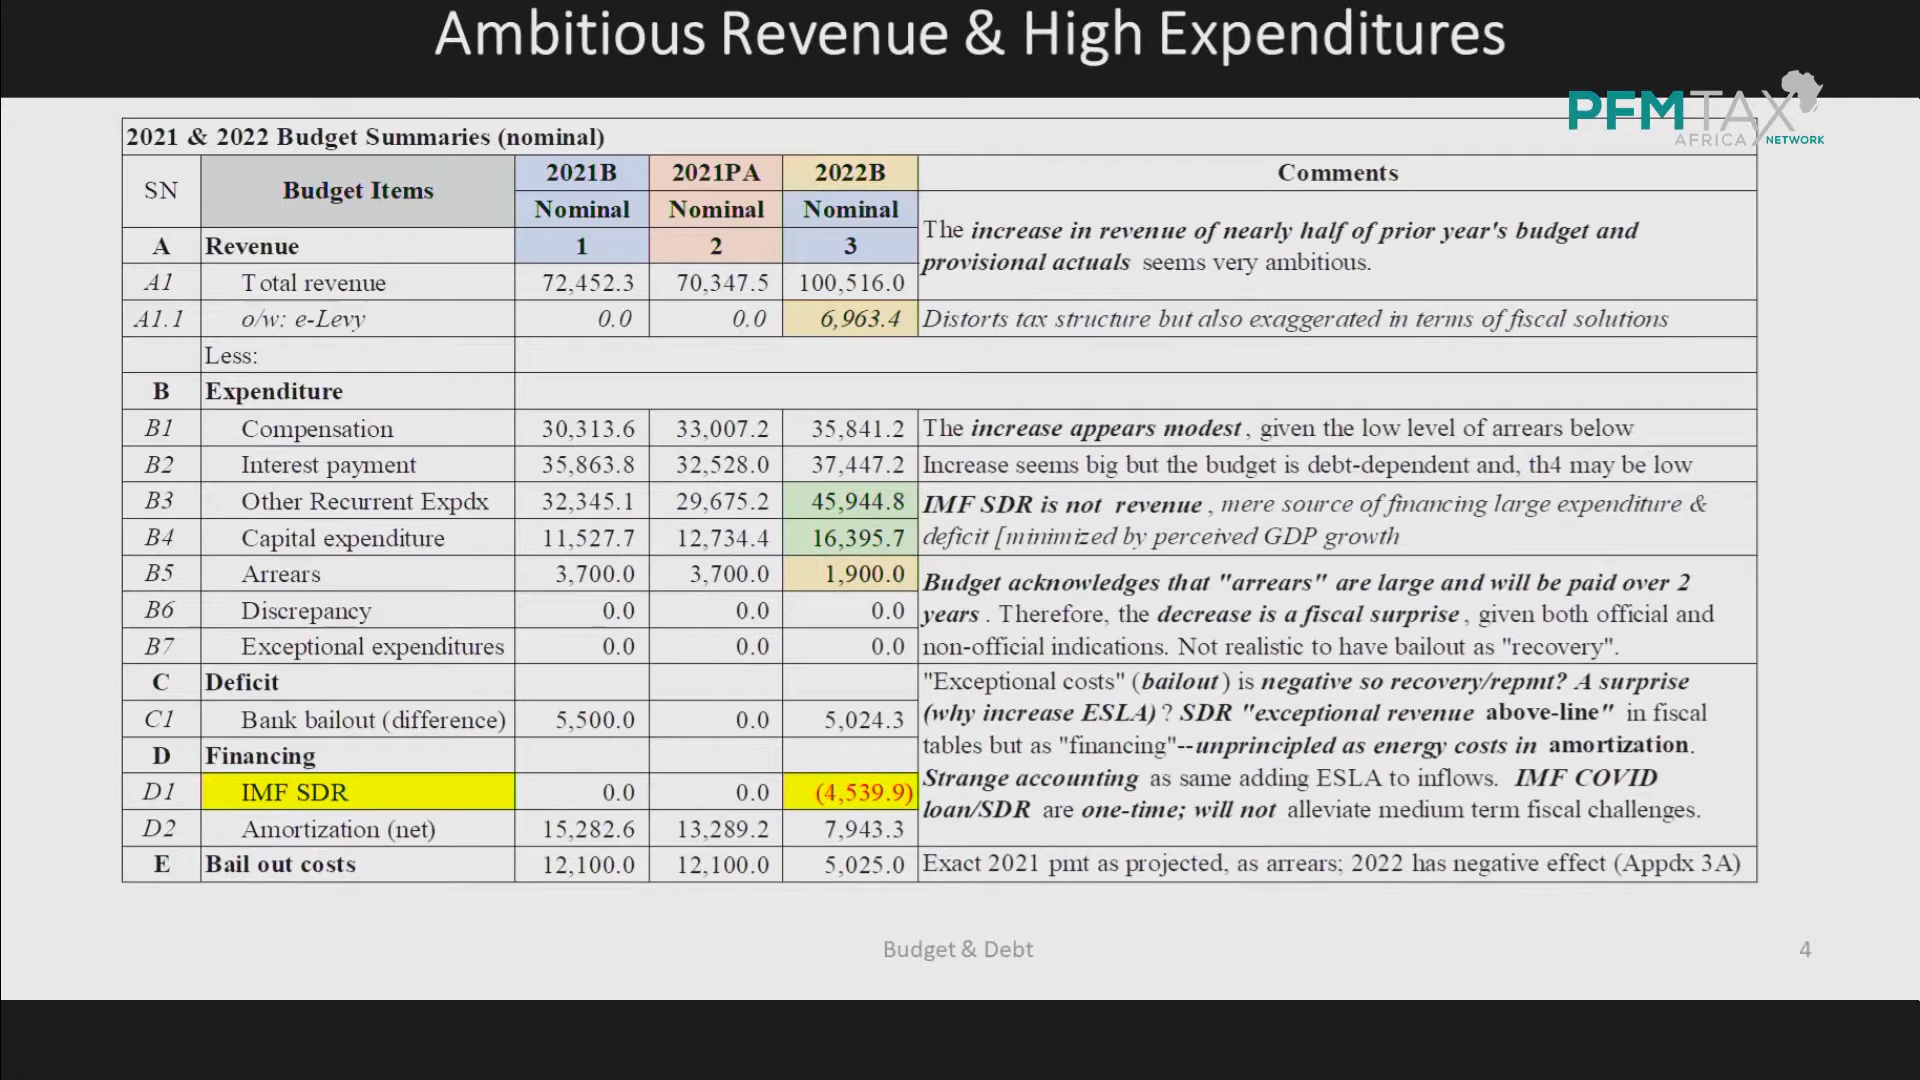 Ambitious Revenue & High Expenditures
PFMTAX
AFRICA NETWORK
2021 & 2022 Budget Summaries (nominal)
SN Budget Items 2021B 2021PA 2022B Comments
Nominal Nominal Nominal
A Revenue 1 2 3
The increase in revenue of nearly half of prior year's budget and
provisional actuals seems very ambitious.
A1 Total revenue 72,452.3 70,347.5 100,516.0
A1.1 o/w: e-Levy 0.0 0.0 6,963.4 Distorts tax structure but also exaggerated in terms of fiscal solutions
Less:
B Expenditure
B1 Compensation 30,313.6 33,007.2 35,841.2 The increase appears modest, given the low level of arrears below
B2 Interest payment 35,863.8 32,528.0 37,447.2 Increase seems big but the budget is debt-dependent and, th4 may be low
B3 Other Recurrent Expdx 32,345.1 29,675.2 45,944.8 IMF SDR is not revenue, mere source of financing large expenditure &
B4 Capital expenditure 11,527.7 12,734.4 16,395.7 deficit [minimized by perceived GDP growth
B5 Arrears 3,700.0 3,700.0 1,900.0 Budget acknowledges that "arrears" are large and will be paid over 2
B6 Discrepancy 0.0 0.0 0.0 years. Therefore, the decrease is a fiscal surprise, given both official and
B7 Exceptional expenditures 0.0 0.0 0.0 non-official indications. Not realistic to have bailout as "recovery".
C Deficit "Exceptional costs" (bailout) is negative so recovery/repmt? A surprise
C1 Bank bailout (difference) 5,500.0 0.0 5,024.3 (why increase ESLA)? SDR "exceptional revenue above-line" in fiscal
D Financing tables but as "financing"--unprincipled as energy costs in amortization.
D1 IMF SDR 0.0 0.0 (4,539.9) Strange accounting as same adding ESLA to inflows. IMF COVID
D2 Amortization (net) 15,282.6 13,289.2 7,943.3 loan/SDR are one-time; will not alleviate medium term fiscal challenges.
E Bail out costs 12,100.0 12,100.0 5,025.0 Exact 2021 pmt as projected, as arrears; 2022 has negative effect (Appdx 3A)
Budget & Debt 4